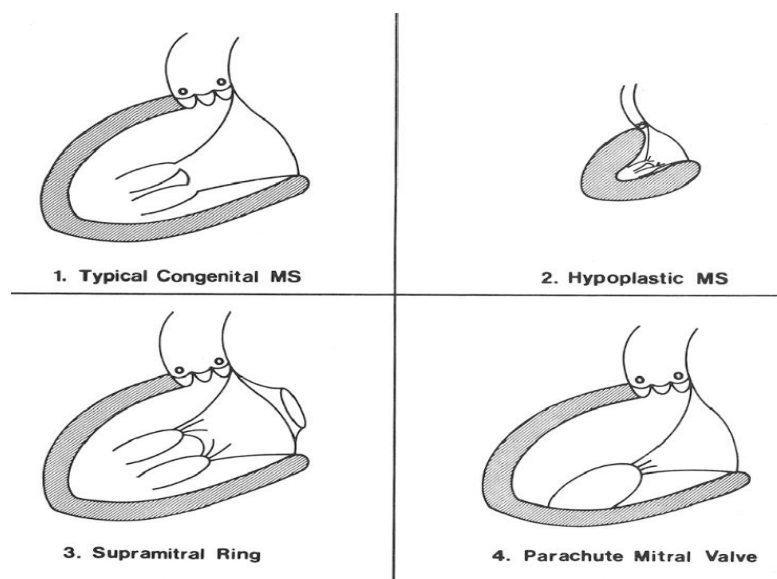 1. Typical Congenital MS
2. Hypoplastic MS
3. Supramitral Ring
4. Parachute Mitral Valve